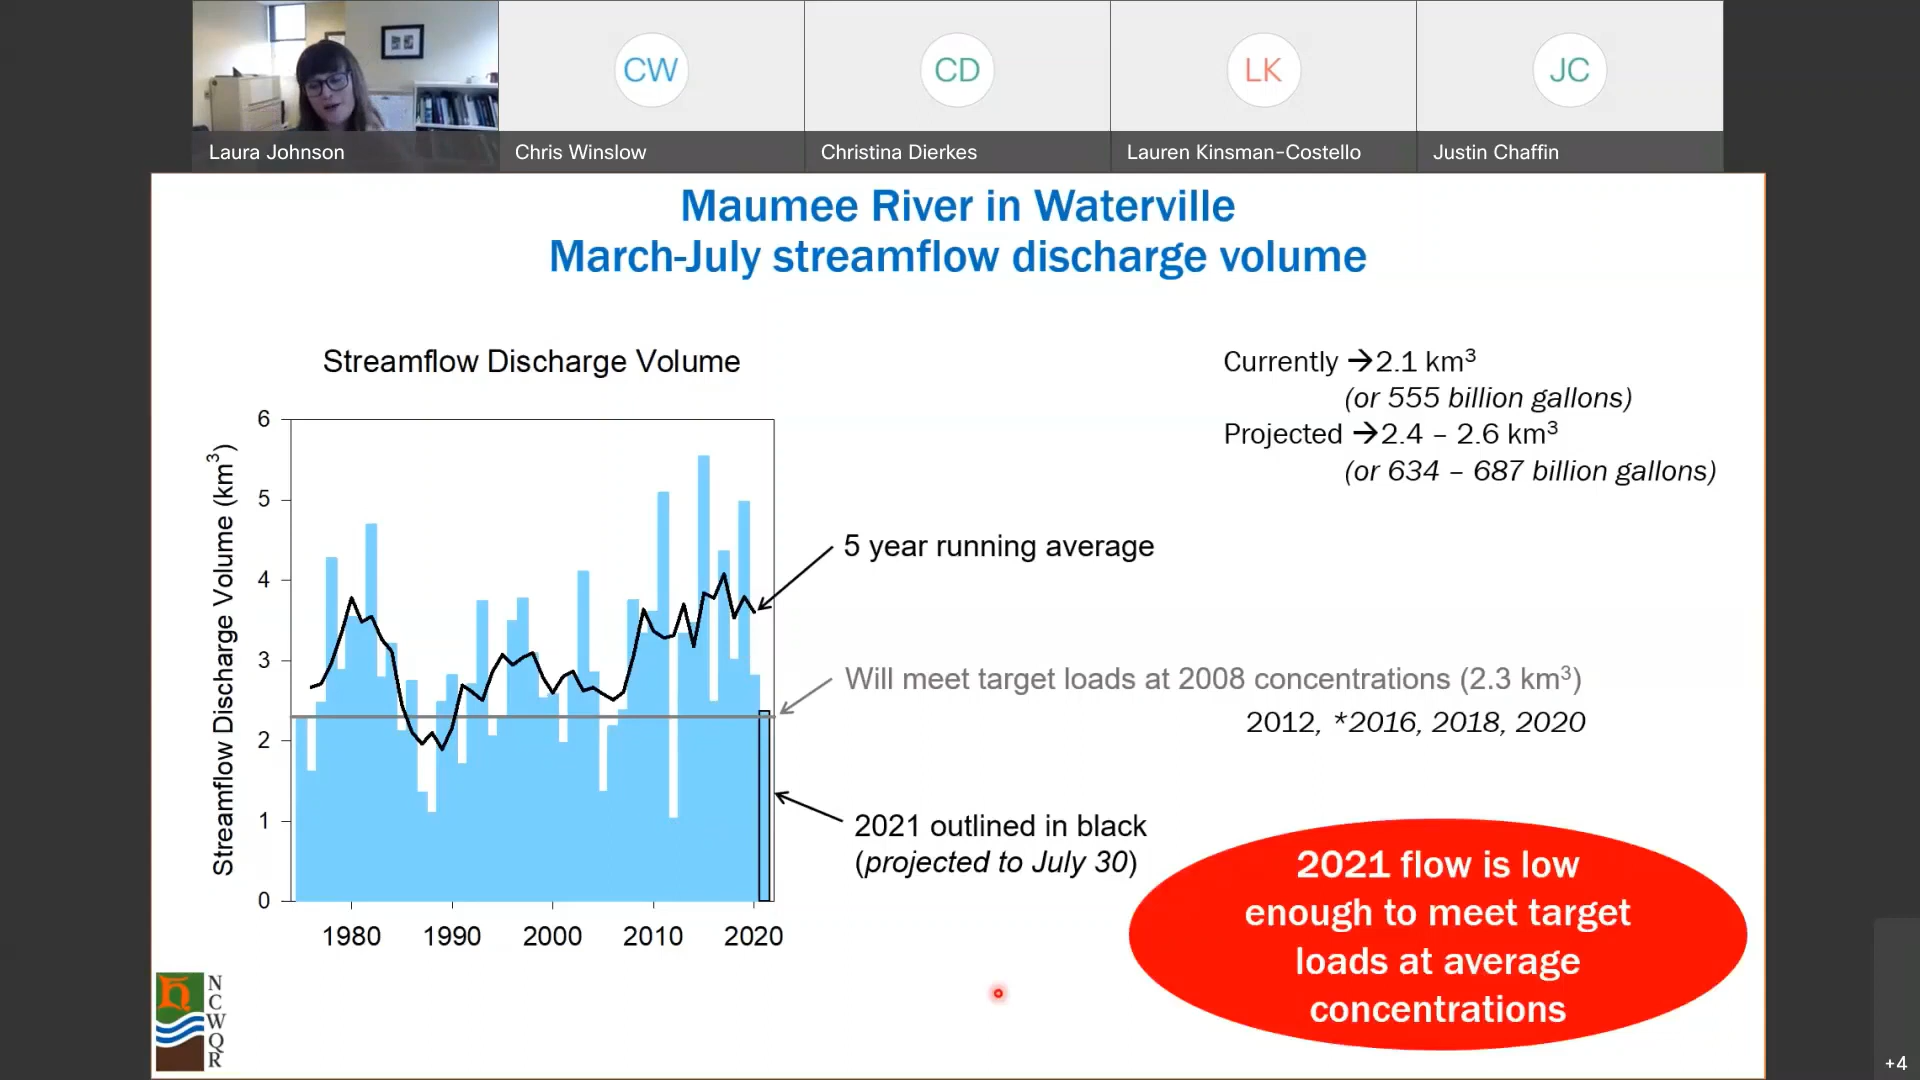 CW
CD
LK
JC
Laura Johnson
Chris Winslow
Christina Dierkes
Lauren Kinsman-Costello
Justin Chaffin
Maumee River in Waterville
March-July streamflow discharge volume
Streamflow Discharge Volume
Currently →2.1 km³
(or 555 billion gallons)
Projected →2.4 – 2.6 km³
(or 634 – 687 billion gallons)
Streamflow Discharge Volume (km³)
6
5
4
3
2
1
0
1980
1990
2000
2010
2020
5 year running average
Will meet target loads at 2008 concentrations (2.3 km³)
2012, *2016, 2018, 2020
2021 outlined in black
(projected to July 30)
2021 flow is low
enough to meet target
loads at average
concentrations
NCWQR
+4